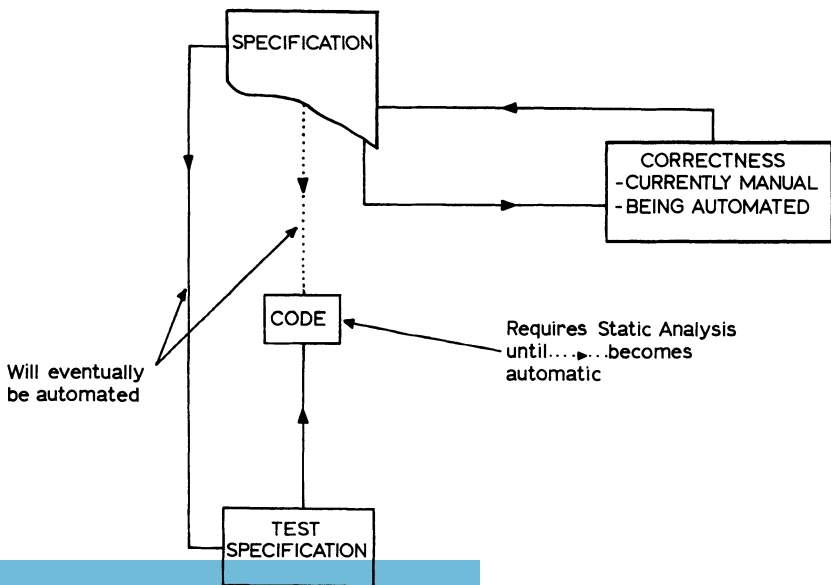 SPECIFICATION
CORRECTNESS
-CURRENTLY MANUAL
-BEING AUTOMATED
CODE
Requires Static Analysis
until....►...becomes
automatic
Will eventually
be automated
TEST
SPECIFICATION